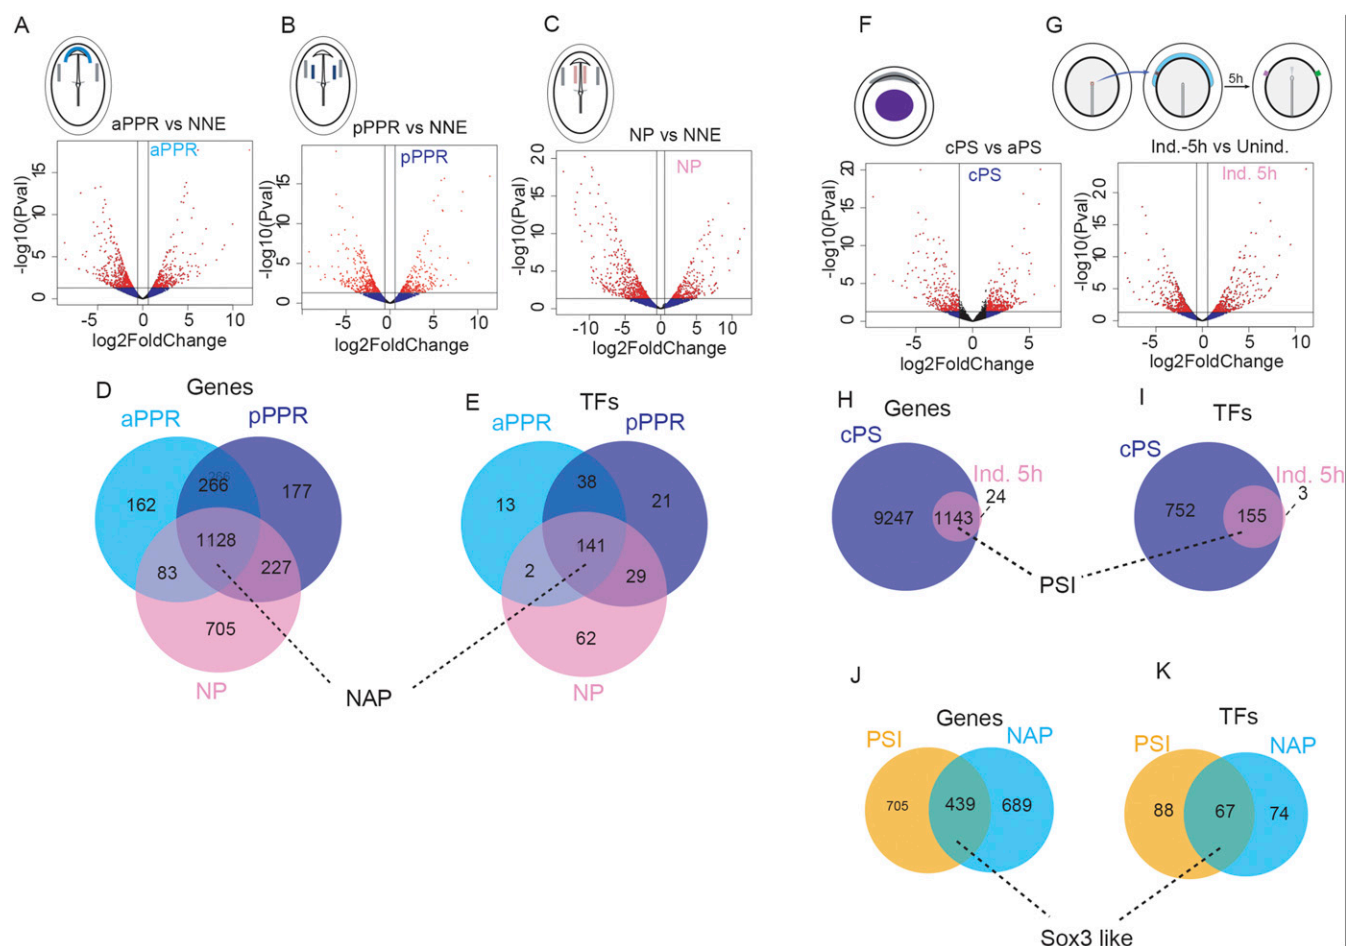 A
B
C
F
G
5h
aPPR vs NNE
pPPR vs NNE
NP vs NNE
cPS vs aPS
Ind.-5h vs Unind.
aPPR
-log10(Pval)
15
10
5
0
-5 0 5 10
log2FoldChange
pPPR
-log10(Pval)
15
10
5
0
-5 0 5 10
log2FoldChange
NP
-log10(Pval)
20
15
10
5
0
-10 -5 0 5 10
log2FoldChange
cPS
-log10(Pval)
20
15
10
5
0
-5 0 5
log2FoldChange
Ind. 5h
-log10(Pval)
20
15
10
5
0
-5 0 5 10
log2FoldChange
D
Genes
aPPR
pPPR
162
266
266
177
1128
83
227
705
NP
E
TFs
aPPR
pPPR
13
38
21
141
2
29
62
NP
NAP
H
Genes
cPS
Ind. 5h
24
9247
1143
I
TFs
cPS
Ind. 5h
3
752
155
PSI
J
Genes
PSI
NAP
705
439
689
K
TFs
PSI
NAP
88
67
74
Sox3 like